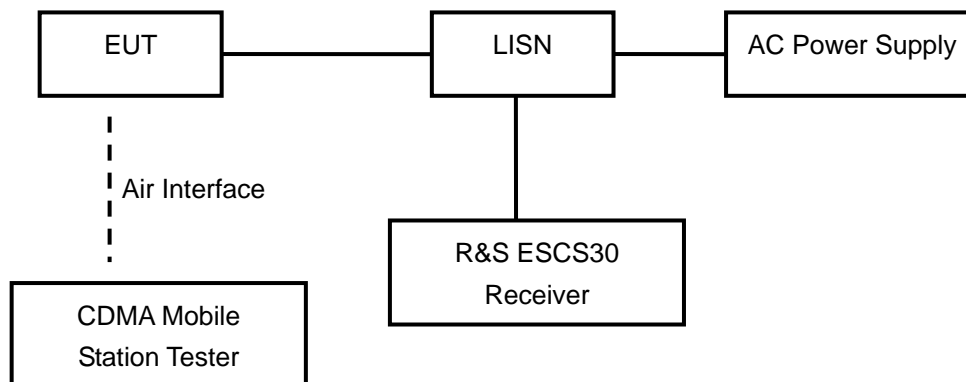 EUT
LISN
AC Power Supply
Air Interface
R&S ESCS30
Receiver
CDMA Mobile
Station Tester